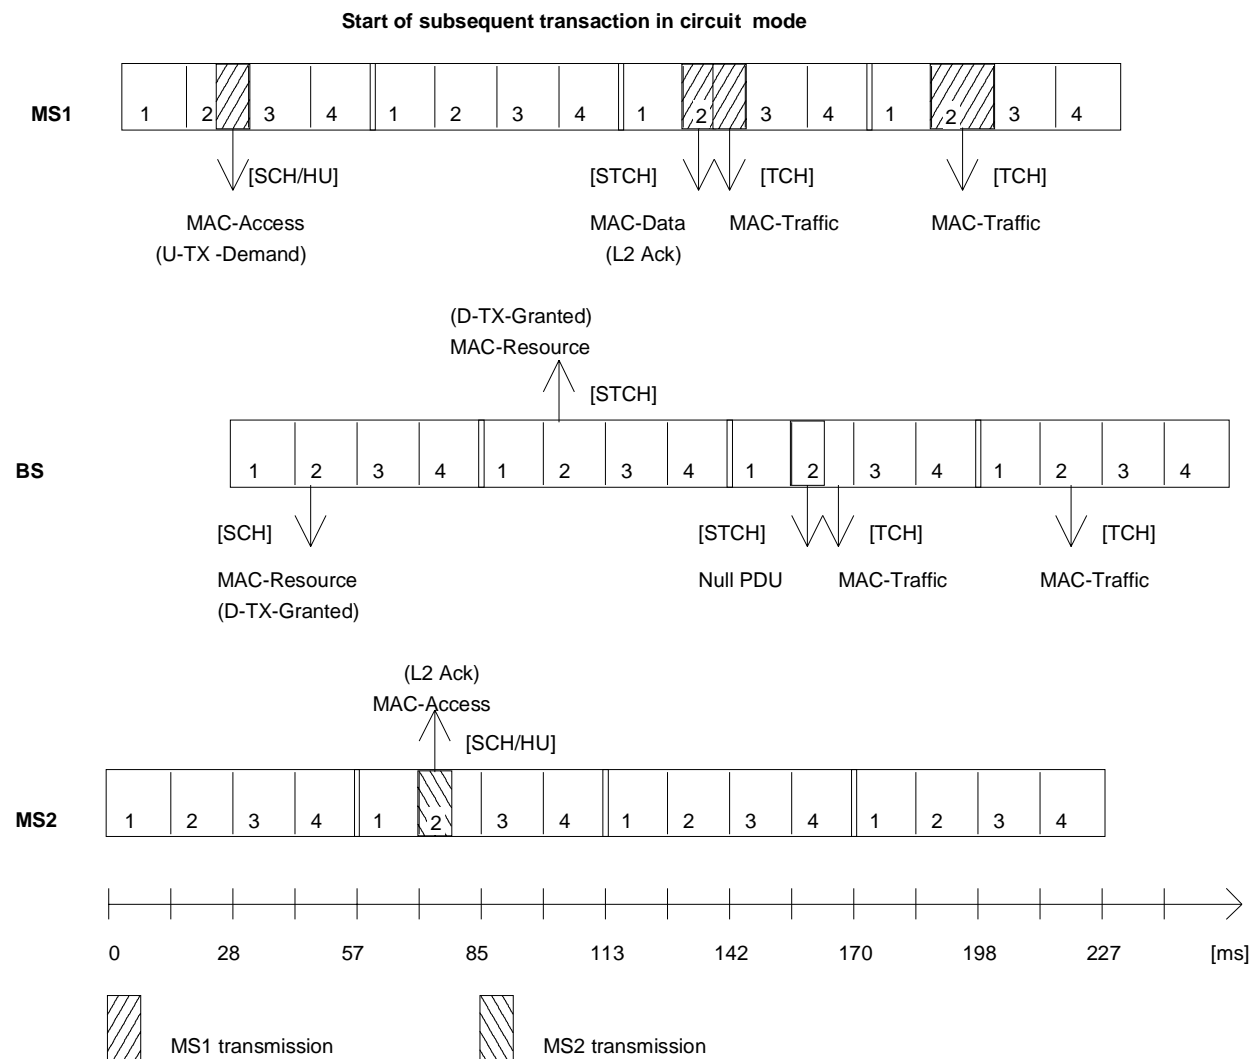 Start of subsequent transaction in circuit mode
MS1
1 2 3 4 1 2 3 4 1 2 3 4 1 2 3 4
[SCH/HU] [STCH] [TCH] [TCH]
MAC-Access MAC-Data MAC-Traffic MAC-Traffic
(U-TX -Demand) (L2 Ack)
(D-TX-Granted)
MAC-Resource
[STCH]
BS
1 2 3 4 1 2 3 4 1 2 3 4 1 2 3 4
[SCH] [STCH] [TCH] [TCH]
MAC-Resource Null PDU MAC-Traffic MAC-Traffic
(D-TX-Granted)
(L2 Ack)
MAC-Access
[SCH/HU]
MS2
1 2 3 4 1 2 3 4 1 2 3 4 1 2 3 4
0 28 57 85 113 142 170 198 227 [ms]
MS1 transmission MS2 transmission